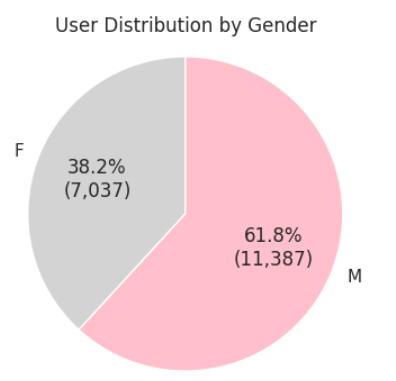 User Distribution by Gender
F
38.2%
(7,037)
61.8%
(11,387)
M